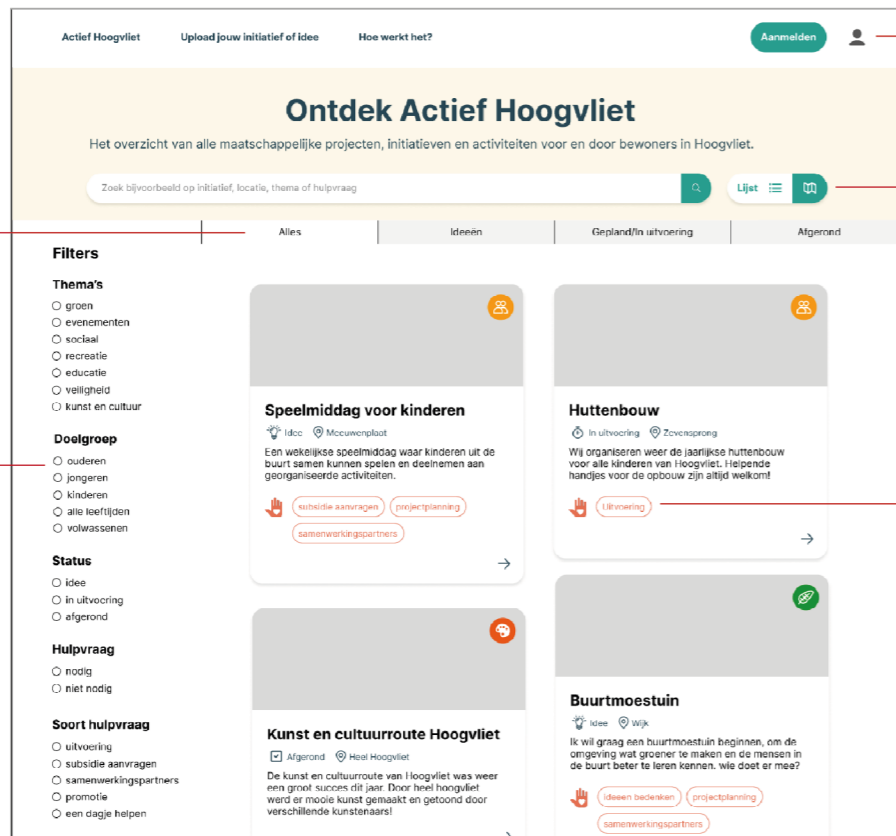 Actief Hoogvliet
Upload jouw initiatief of idee
Hoe werkt het?
Aanmelden
Ontdek Actief Hoogvliet
Het overzicht van alle maatschappelijke projecten, initiatieven en activiteiten voor en door bewoners in Hoogvliet.
Zoek bijvoorbeeld op initiatief, locatie, thema of hulpvraag
Lijst
Alles
Ideeën
Gepland/In uitvoering
Afgerond
Filters
Thema's
groen
evenementen
sociaal
recreatie
educatie
veiligheid
kunst en cultuur
Doelgroep
ouderen
jongeren
kinderen
alle leeftijden
volwassenen
Status
idee
in uitvoering
afgerond
Hulpvraag
nodig
niet nodig
Soort hulpvraag
uitvoering
subsidie aanvragen
samenwerkingspartners
promotie
een dagje helpen
Speelmiddag voor kinderen
Idee
Meeuwenplaat
Een wekelijkse speelmiddag waar kinderen uit de
buurt samen kunnen spelen en deelnemen aan
georganiseerde activiteiten.
subsidie aanvragen
projectplanning
samenwerkingspartners
Huttenbouw
In uitvoering
Zevensprong
Wij organiseren weer de jaarlijkse huttenbouw
voor alle kinderen van Hoogvliet. Helpende
handjes voor de opbouw zijn altijd welkom!
Uitvoering
Kunst en cultuurroute Hoogvliet
Afgerond
Heel Hoogvliet
De kunst en cultuurroute van Hoogvliet was weer
een groot succes dit jaar. Door heel hoogvliet
werd er mooie kunst gemaakt en getoond door
verschillende kunstenaars!
Buurtmoestuin
Idee
Wijk
Ik wil graag een buurtmoestuin beginnen, om de
omgeving wat groener te maken en de mensen in
de buurt beter te leren kennen. wie doet er mee?
ideeen bedenken
projectplanning
samenwerkingspartners